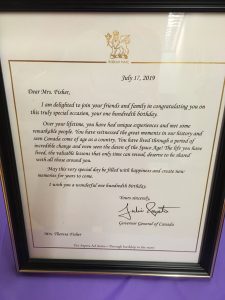 July 17, 2019
Dear Mrs. Fisher,
I am delighted to join your friends and family in congratulating you on
this truly special occasion, your one hundredth birthday.
Over your lifetime, you have had unique experiences and met some
remarkable people. You have witnessed the great moments in our history and
seen Canada come of age as a country. You have lived through a period of
incredible change and even seen the dawn of the Space Age! The life you have
lived, the valuable lessons that only time can reveal, deserve to be shared
with all those around you.
May this very special day be filled with happiness and create new
memories for years to come.
I wish you a wonderful one hundredth birthday.
Yours sincerely,
Julie Payette
Governor General of Canada
Mrs. Theresa Fisher